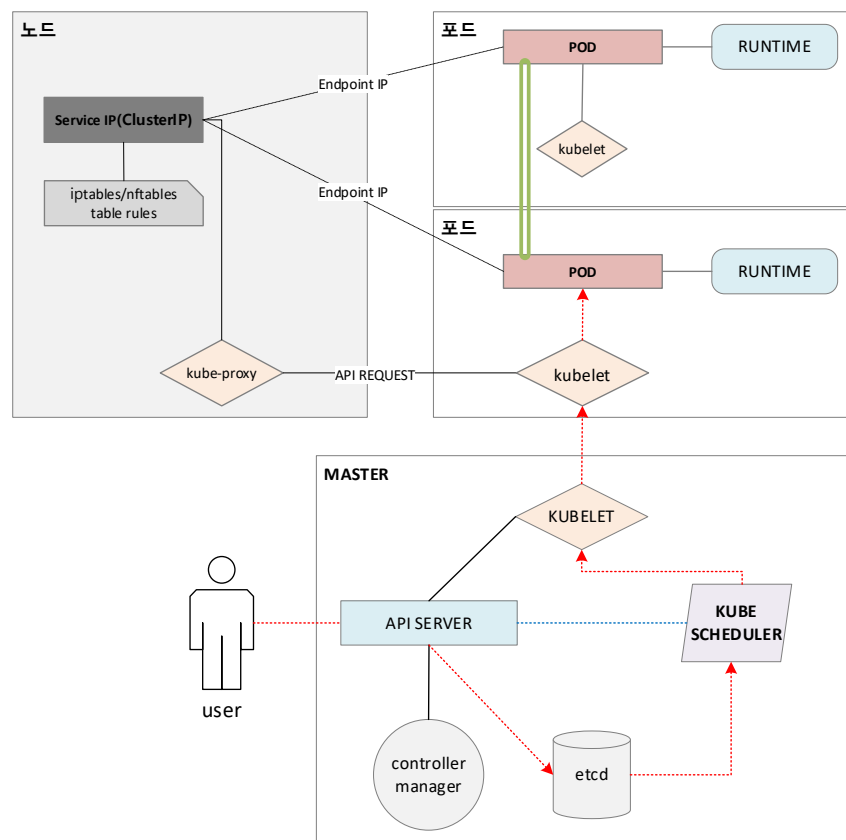 노드
Service IP(ClusterIP)
iptables/nftables
table rules
kube-proxy
Endpoint IP
Endpoint IP
API REQUEST
포드
POD
RUNTIME
kubelet
포드
POD
RUNTIME
kubelet
MASTER
KUBELET
API SERVER
KUBE
SCHEDULER
controller
manager
etcd
user